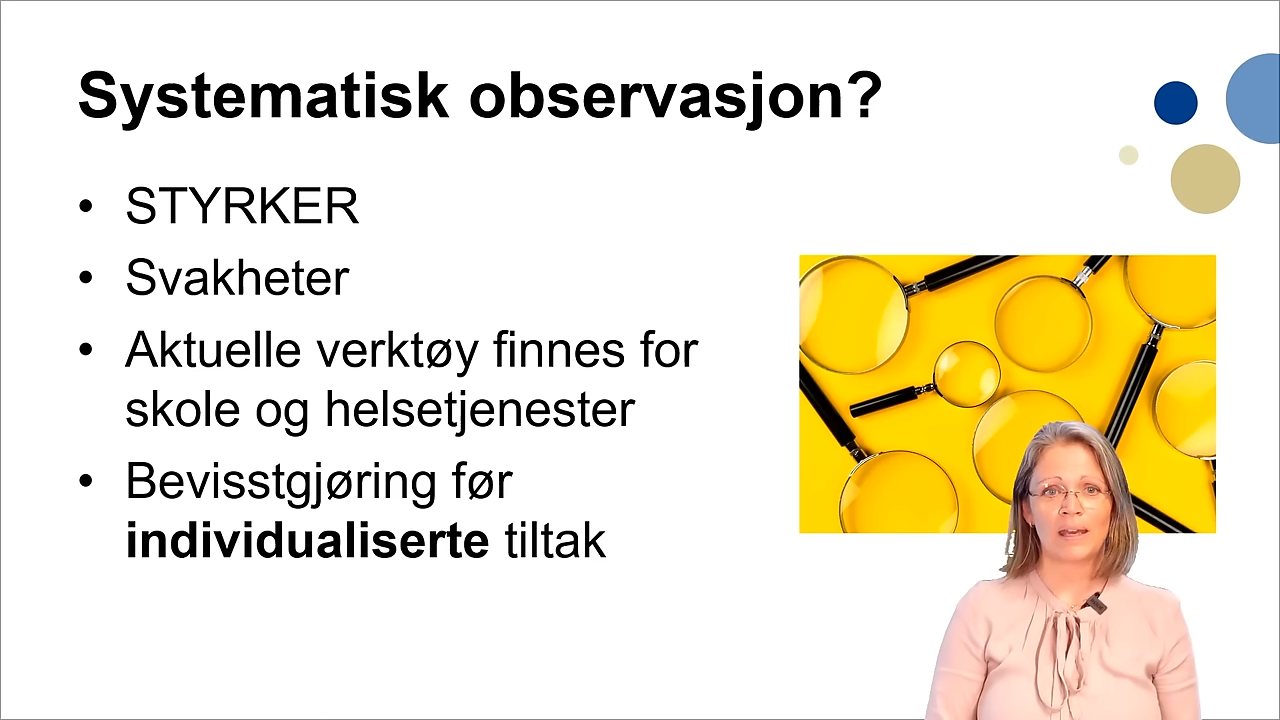 Systematisk observasjon?
• STYRKER
• Svakheter
• Aktuelle verktøy finnes for
skole og helsetjenester
• Bevisstgjøring før
individualiserte tiltak